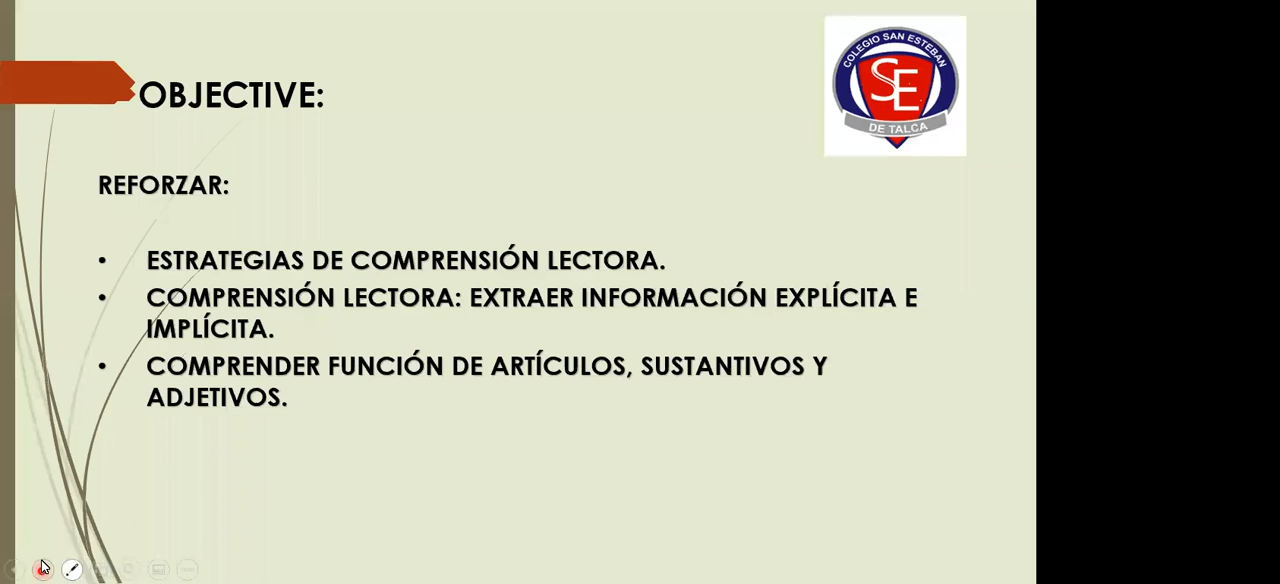 COLEGIO SAN ESTEBAN
SE
DE TALCA
OBJECTIVE:
REFORZAR:
• ESTRATEGIAS DE COMPRENSIÓN LECTORA.
• COMPRENSIÓN LECTORA: EXTRAER INFORMACIÓN EXPLÍCITA E
IMPLÍCITA.
• COMPRENDER FUNCIÓN DE ARTÍCULOS, SUSTANTIVOS Y
ADJETIVOS.